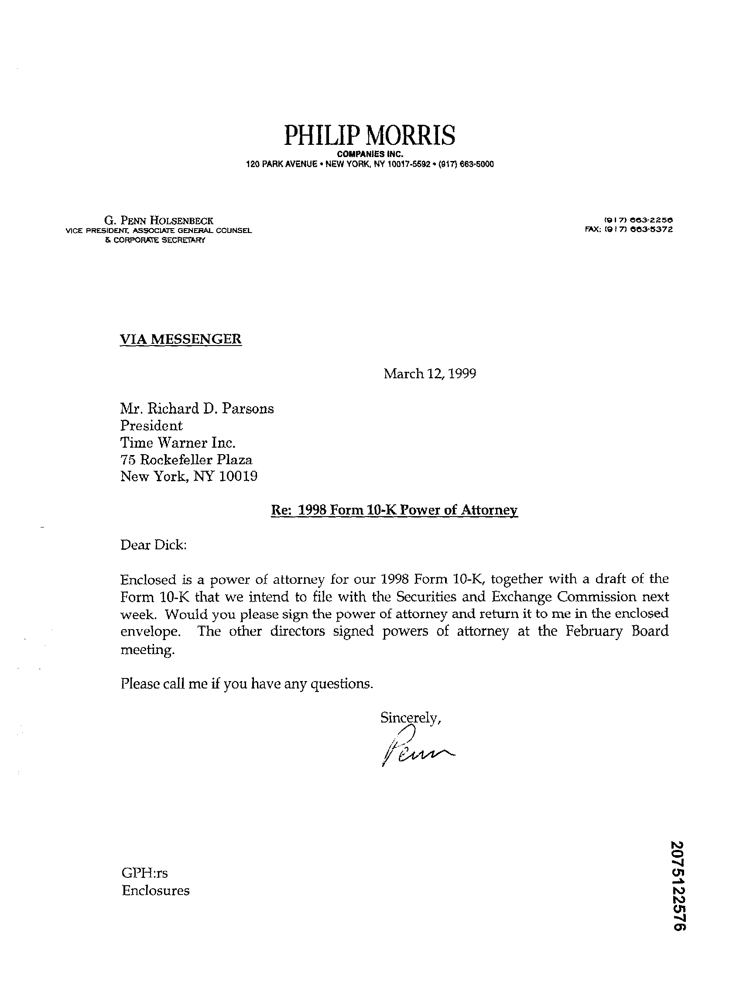 PHILIP MORRIS
COMPANIES INC.
120 PARK AVENUE • NEW YORK, NY 10017-5592 • (917) 663-5000
G. PENN HOLSENBECK
VICE PRESIDENT, ASSOCIATE GENERAL COUNSEL
& CORPORATE SECRETARY
(917) 663-2256
FAX: (917) 663-5372
VIA MESSENGER
March 12, 1999
Mr. Richard D. Parsons
President
Time Warner Inc.
75 Rockefeller Plaza
New York, NY 10019
Re: 1998 Form 10-K Power of Attorney
Dear Dick:
Enclosed is a power of attorney for our 1998 Form 10-K, together with a draft of the
Form 10-K that we intend to file with the Securities and Exchange Commission next
week. Would you please sign the power of attorney and return it to me in the enclosed
envelope. The other directors signed powers of attorney at the February Board
meeting.
Please call me if you have any questions.
Sincerely,
Penn
GPH:rs
Enclosures
2075122576